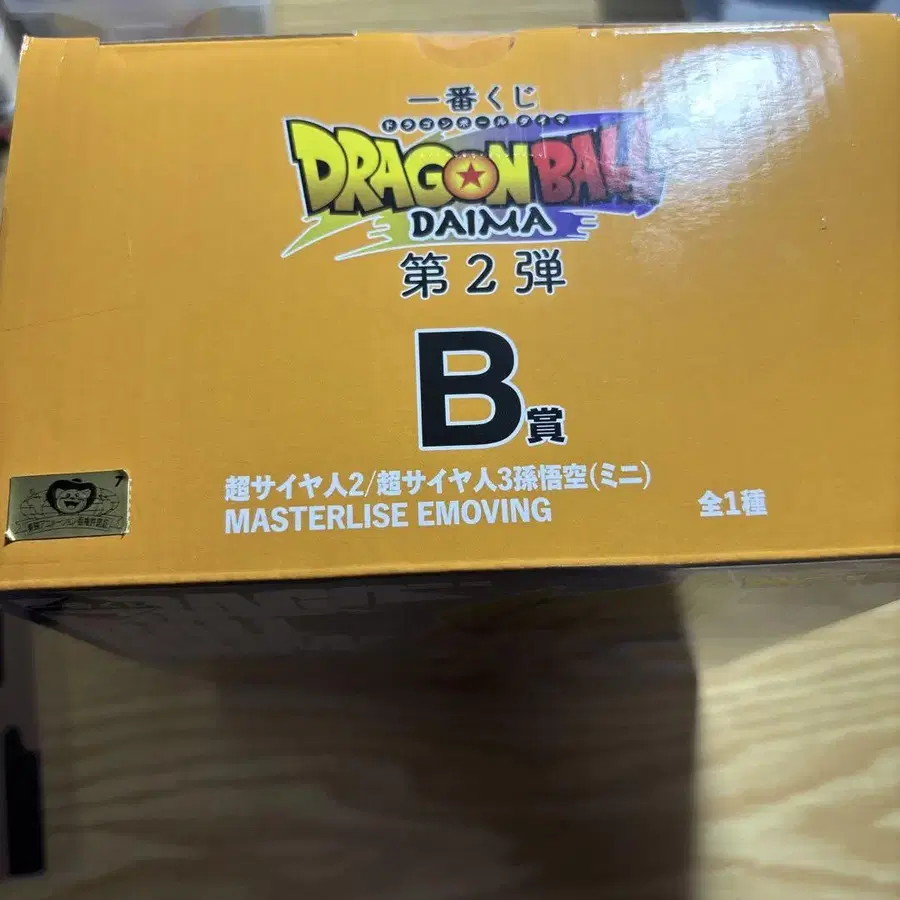 一番くじ
ドラゴンボールダイマ
DRAGON BALL
DAIMA
第2弾
B賞
超サイヤ人2/超サイヤ人3孫悟空(ミニ)
MASTERLISE EMOVING
全1種
7